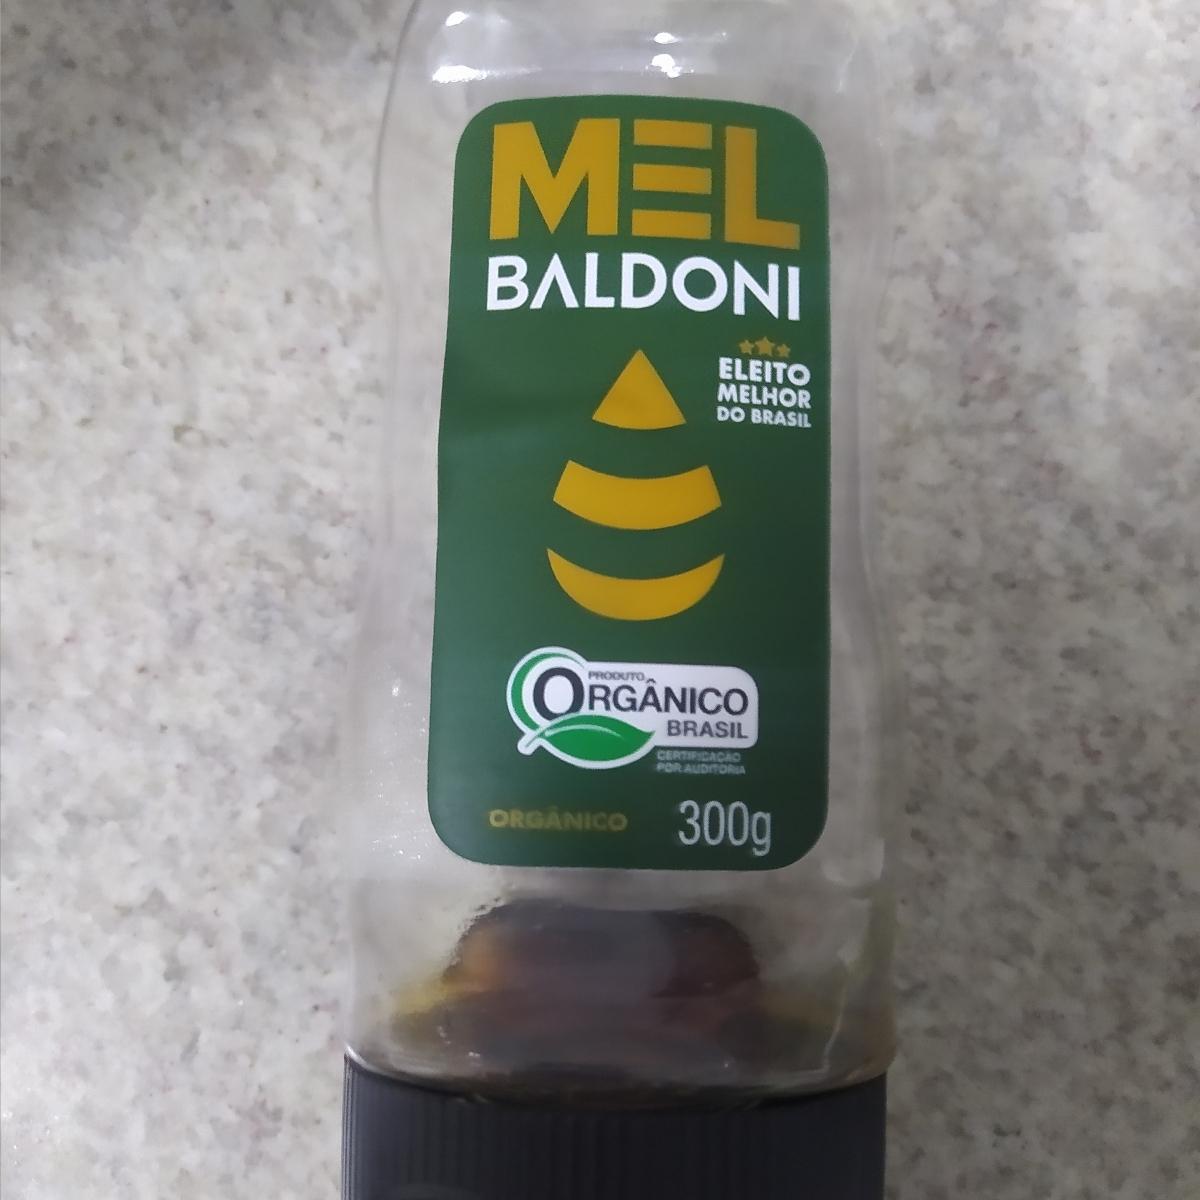 MEL
BALDONI
ELEITO
MELHOR
DO BRASIL
PRODUTO
ORGÂNICO
BRASIL
CERTIFICAÇÃO
POR AUDITORIA
ORGÂNICO
300g